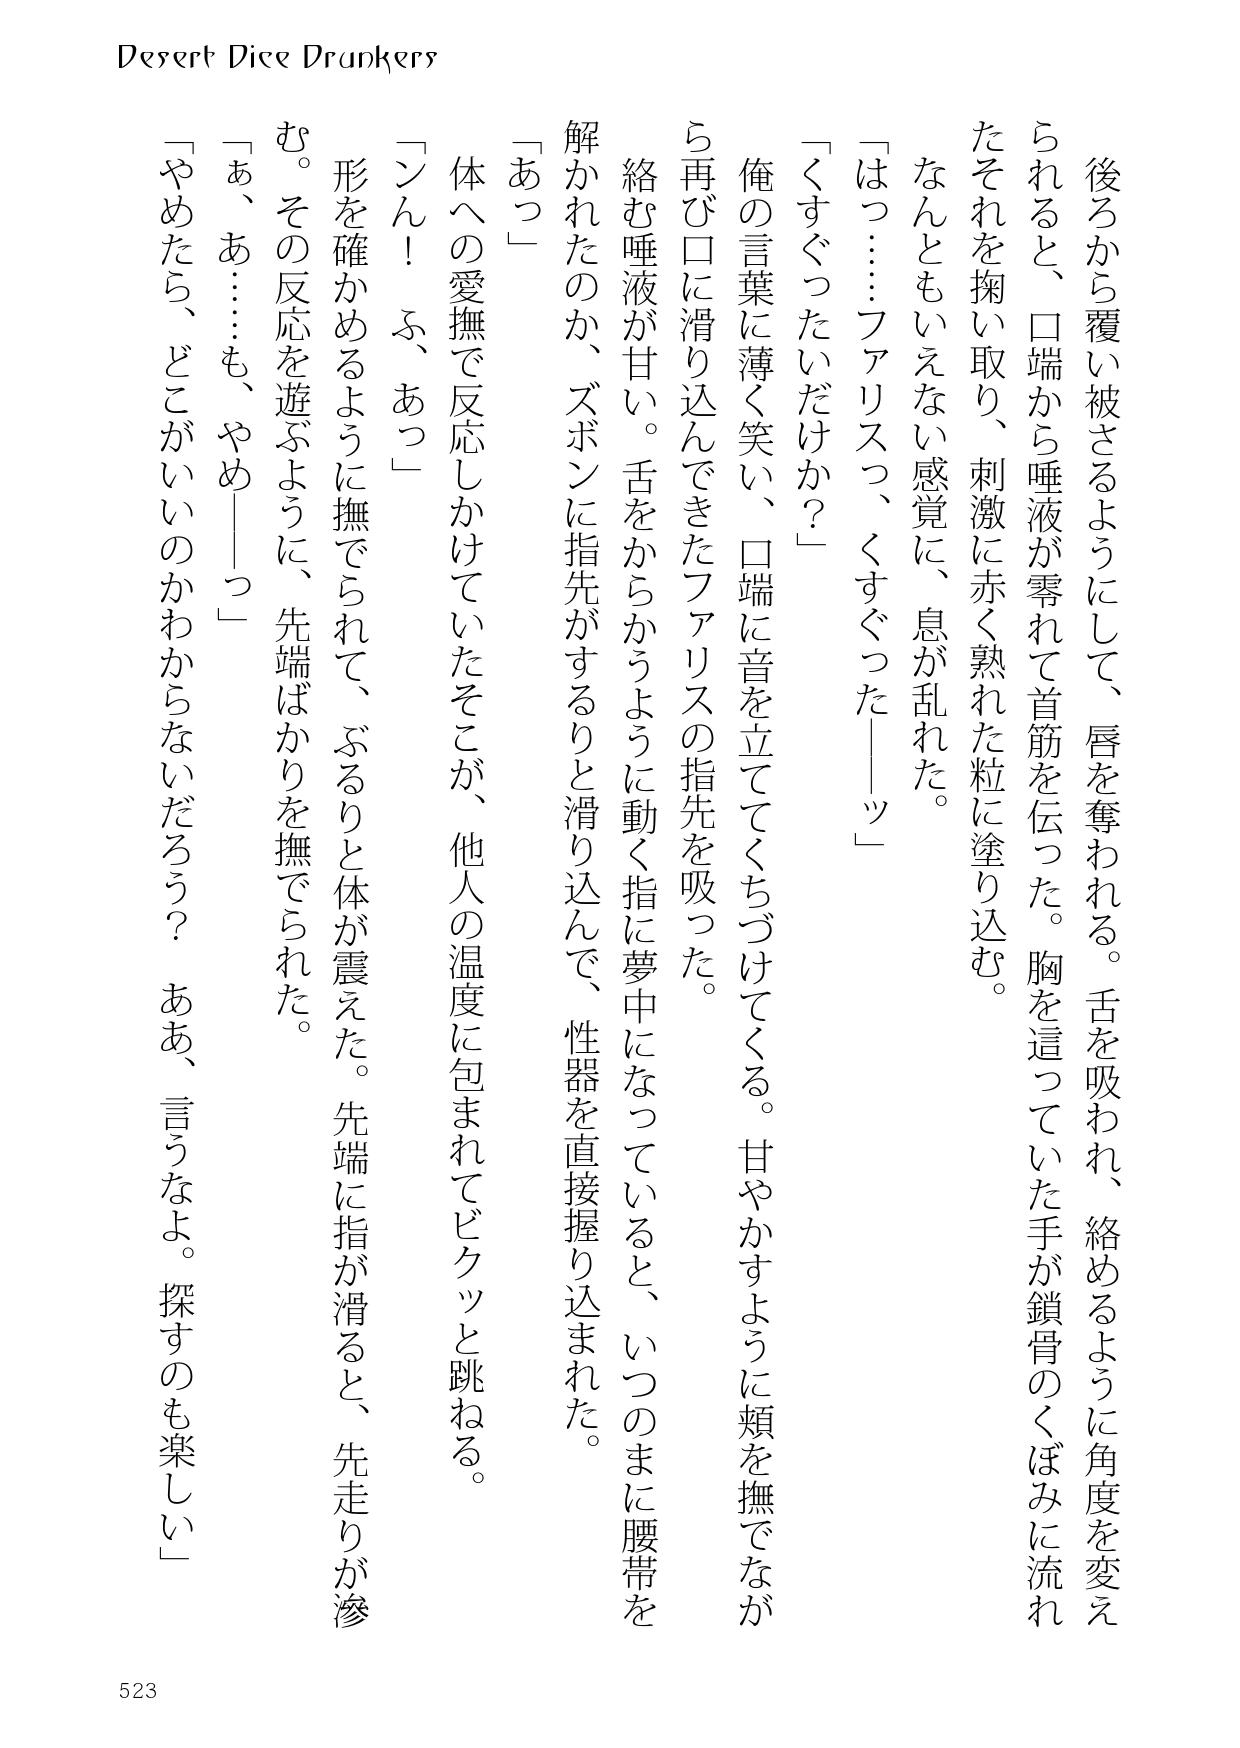 Desert Dice Drunkers
　後ろから覆い被さるようにして、唇を奪われる。舌を吸われ、絡めるように角度を変え
られると、口端から唾液が零れて首筋を伝った。胸を這っていた手が鎖骨のくぼみに流れ
たそれを掬い取り、刺激に赤く熟れた粒に塗り込む。
　なんともいえない感覚に、息が乱れた。
「はっ……ファリスっ、くすぐった――ッ」
「くすぐったいだけか？」
　俺の言葉に薄く笑い、口端に音を立ててくちづけてくる。甘やかすように頬を撫でなが
ら再び口に滑り込んできたファリスの指先を吸った。
　絡む唾液が甘い。舌をからかうように動く指に夢中になっていると、いつのまに腰帯を
解かれたのか、ズボンに指先がするりと滑り込んで、性器を直接握り込まれた。
「あっ」
　体への愛撫で反応しかけていたそこが、他人の温度に包まれてビクッと跳ねる。
「ンん！　ふ、あっ」
　形を確かめるように撫でられて、ぶるりと体が震えた。先端に指が滑ると、先走りが滲
む。その反応を遊ぶように、先端ばかりを撫でられた。
「ぁ、あ……も、やめ――っ」
「やめたら、どこがいいのかわからないだろう？　ああ、言うなよ。探すのも楽しい」
523